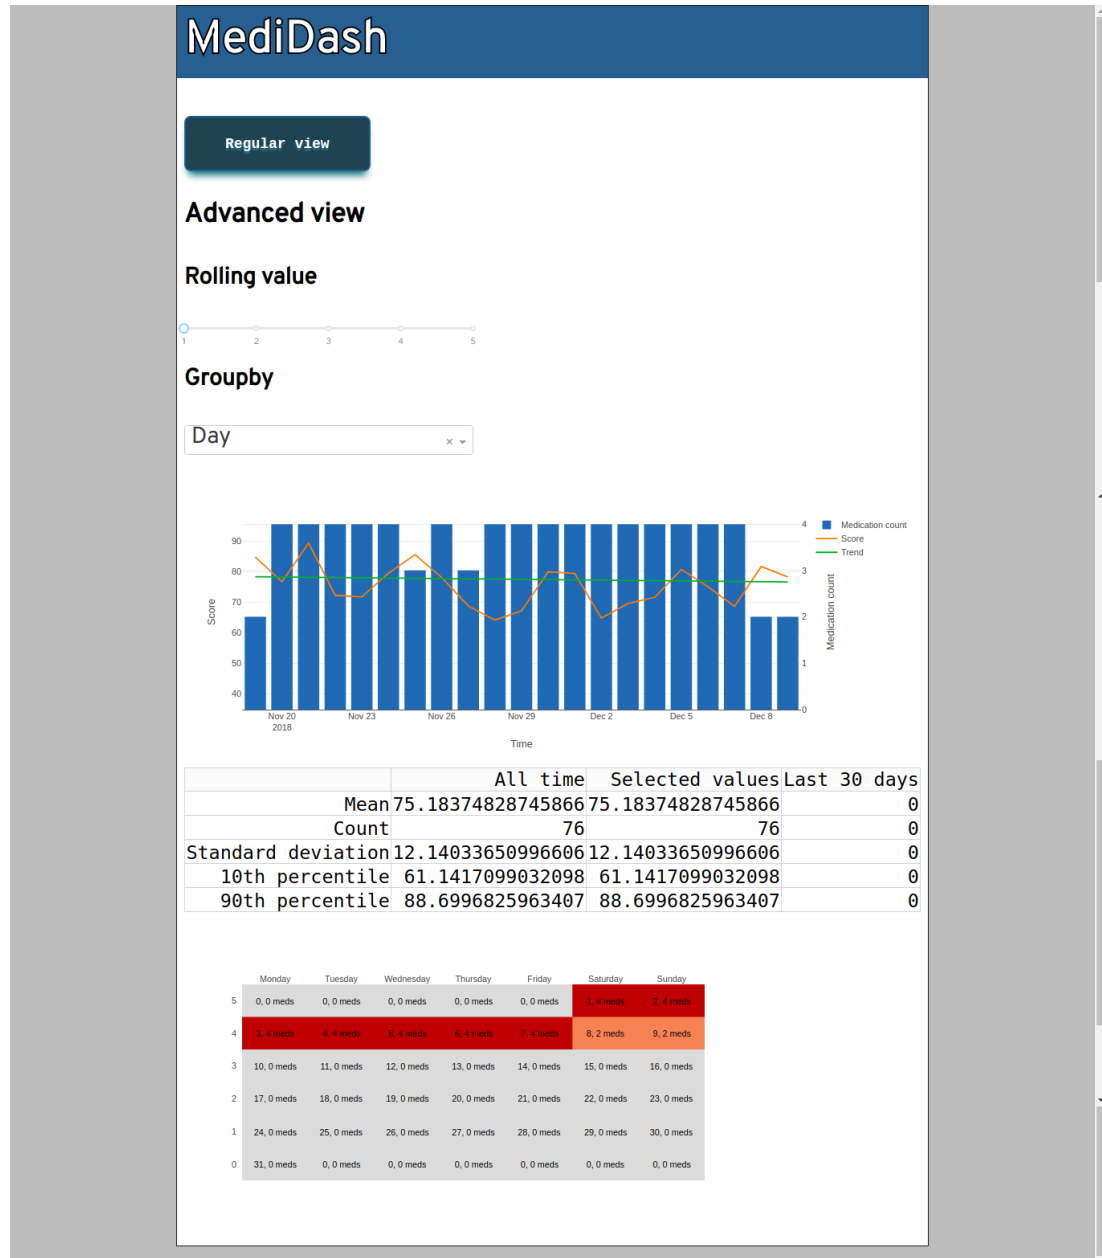 MediDash
Regular view
Advanced view
Rolling value
1 2 3 4 5
Groupby
Day × 
90
80
70
60
50
40
Score
4
3
2
1
0
Medication count
Medication count
Score
Trend
Nov 20 Nov 23 Nov 26 Nov 29 Dec 2 Dec 5 Dec 8
2018
Time
All time Selected values Last 30 days
Mean 75.18374828745866 75.18374828745866 0
Count 76 76 0
Standard deviation 12.14033650996606 12.14033650996606 0
10th percentile 61.1417099032098 61.1417099032098 0
90th percentile 88.6996825963407 88.6996825963407 0
Monday Tuesday Wednesday Thursday Friday Saturday Sunday
5 0, 0 meds 0, 0 meds 0, 0 meds 0, 0 meds 0, 0 meds 1, 4 meds 2, 4 meds
4 3, 4 meds 4, 4 meds 5, 4 meds 6, 4 meds 7, 4 meds 8, 2 meds 9, 2 meds
3 10, 0 meds 11, 0 meds 12, 0 meds 13, 0 meds 14, 0 meds 15, 0 meds 16, 0 meds
2 17, 0 meds 18, 0 meds 19, 0 meds 20, 0 meds 21, 0 meds 22, 0 meds 23, 0 meds
1 24, 0 meds 25, 0 meds 26, 0 meds 27, 0 meds 28, 0 meds 29, 0 meds 30, 0 meds
0 31, 0 meds 0, 0 meds 0, 0 meds 0, 0 meds 0, 0 meds 0, 0 meds 0, 0 meds